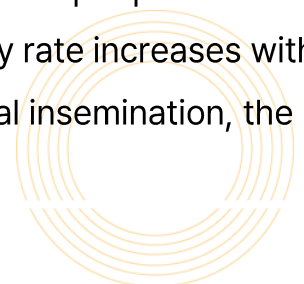 y rate increases with
al insemination, the